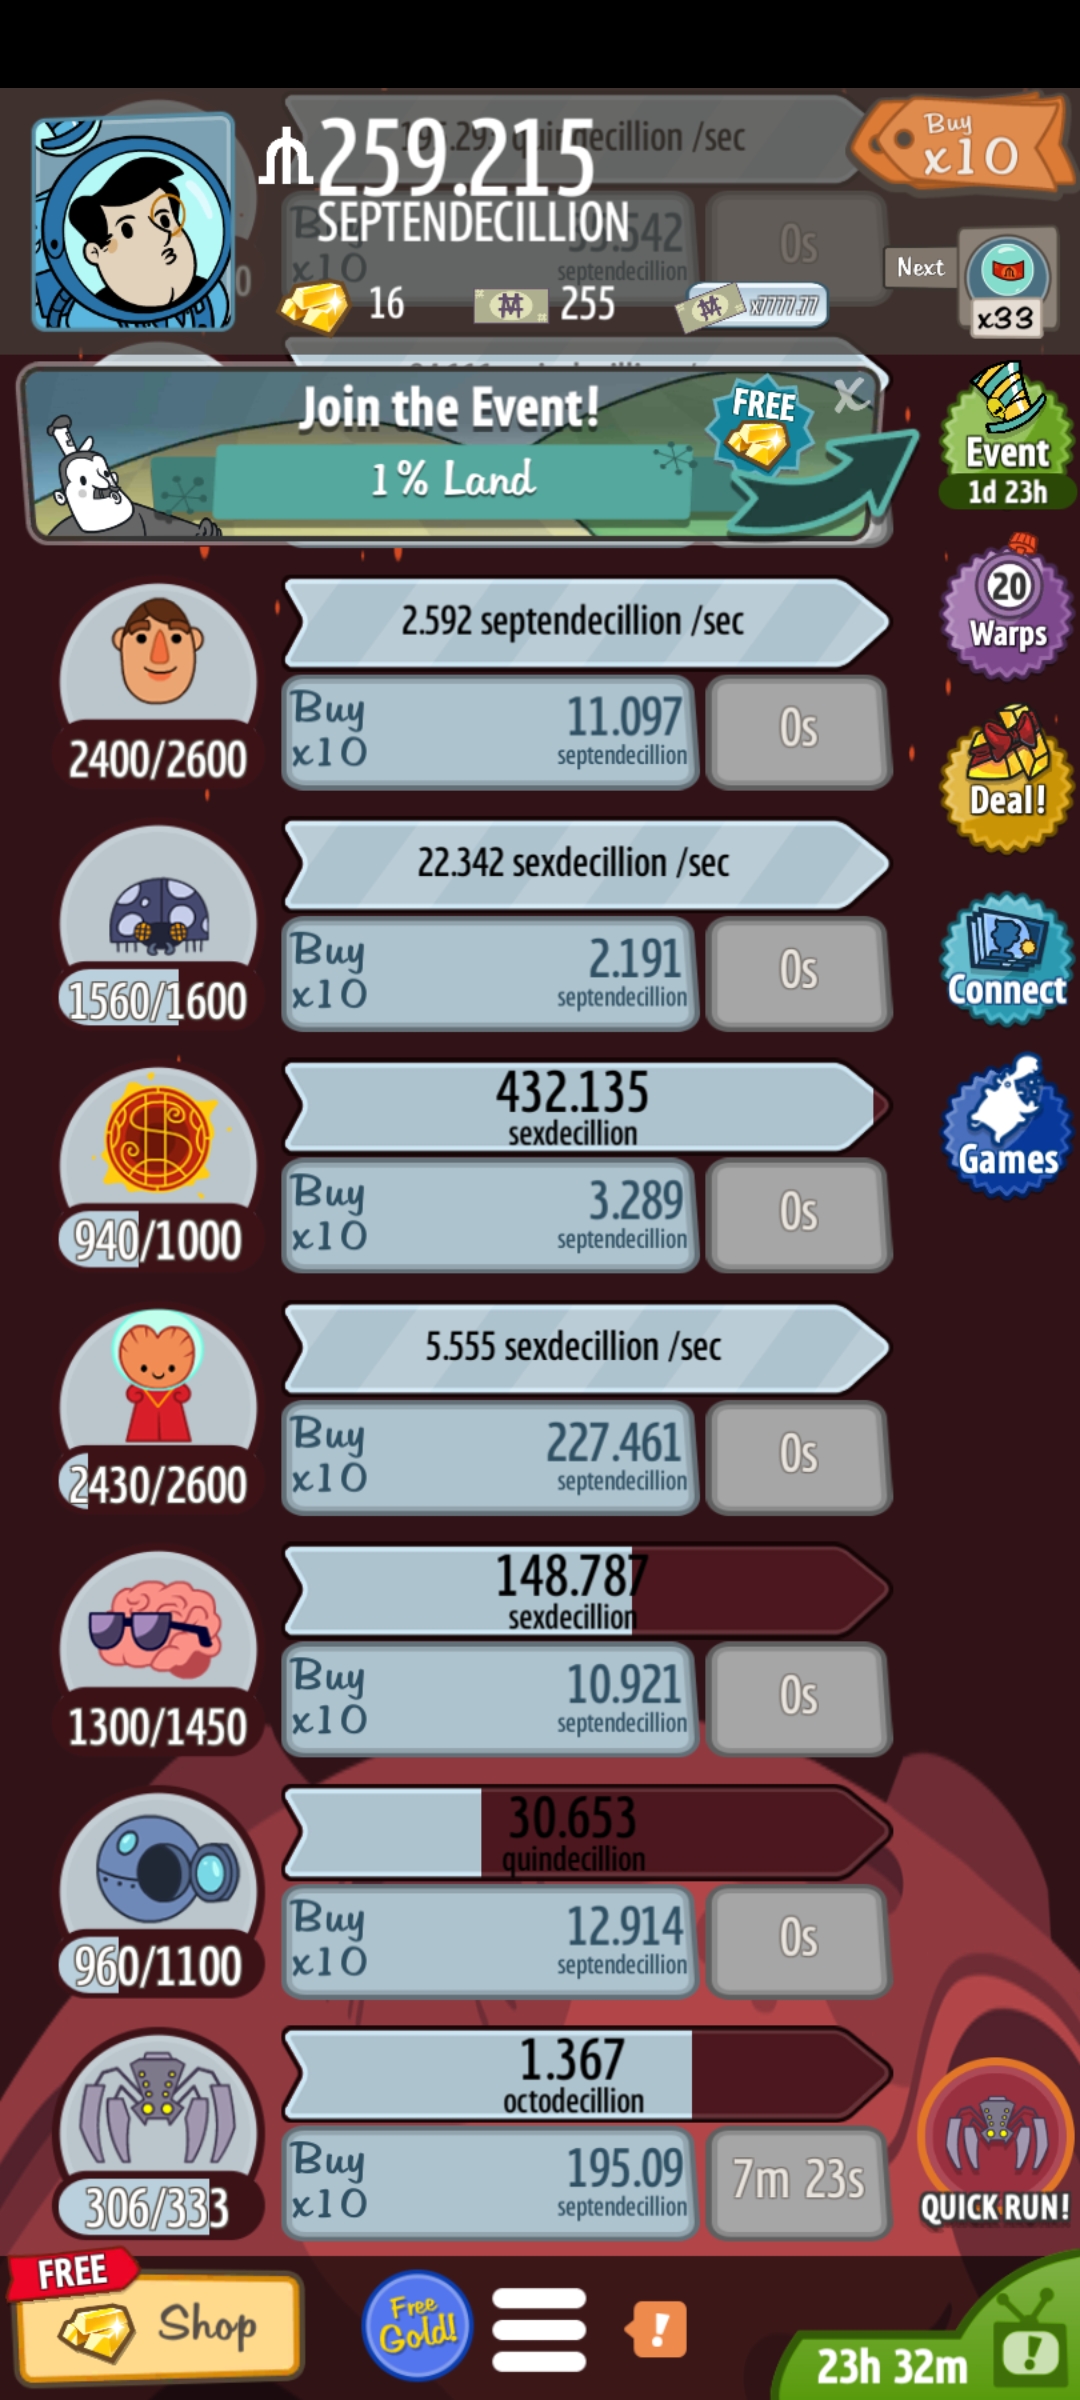 quindecillion /sec
259.215
SEPTENDECILLION
Buy
x10
Buy
x10
septendecillion
0s
16
255
x7777.77
Next
x33
Join the Event!
FREE
X
1% Land
Event
1d 23h
20
Warps
Deal!
Connect
Games
2.592 septendecillion /sec
2400/2600
Buy
x10
11.097
septendecillion
0s
22.342 sexdecillion /sec
1560/1600
Buy
x10
2.191
septendecillion
0s
432.135
sexdecillion
940/1000
Buy
x10
3.289
septendecillion
0s
5.555 sexdecillion /sec
2430/2600
Buy
x10
227.461
septendecillion
0s
148.787
sexdecillion
1300/1450
Buy
x10
10.921
septendecillion
0s
30.653
quindecillion
960/1100
Buy
x10
12.914
septendecillion
0s
1.367
octodecillion
306/333
Buy
x10
195.09
septendecillion
7m 23s
QUICK RUN!
FREE
Shop
Free
Gold!
!
23h 32m
!